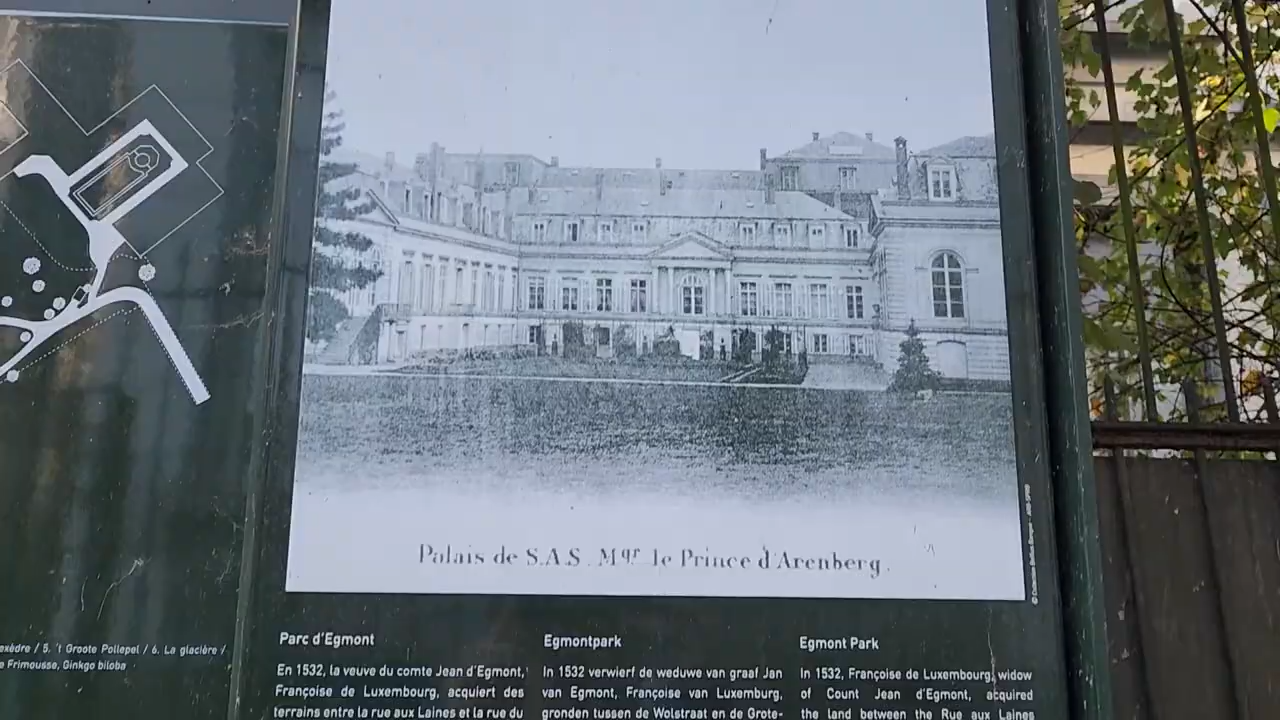 Palais de S.A.S. Mgr le Prince d'Arenberg.
exèdre / 5. 't Groote Pollepel / 6. La glacière /
e Frimousse, Ginkgo biloba
Parc d'Egmont
En 1532, la veuve du comte Jean d'Egmont,
Françoise de Luxembourg, acquiert des
terrains entre la rue aux Laines et la rue du
Egmontpark
In 1532 verwierf de weduwe van graaf Jan
van Egmont, Françoise van Luxemburg,
gronden tussen de Wolstraat en de Grote-
Egmont Park
In 1532, Françoise de Luxembourg, widow
of Count Jean d'Egmont, acquired
the land between the Rue aux Laines